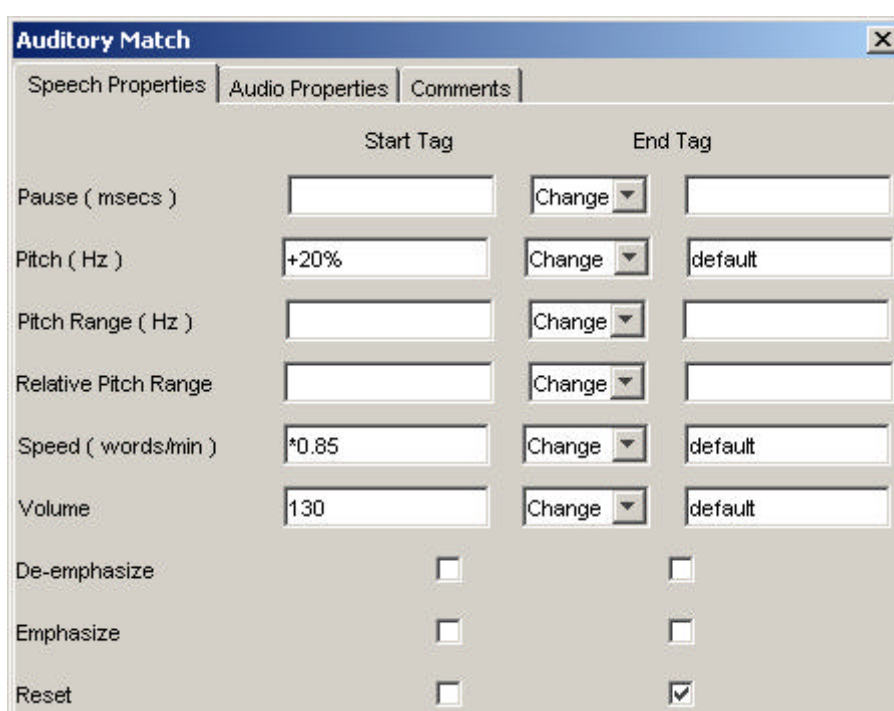 Auditory Match
Speech Properties Audio Properties Comments
Start Tag End Tag
Pause ( msecs ) Change
Pitch ( Hz ) +20% Change default
Pitch Range ( Hz ) Change
Relative Pitch Range Change
Speed ( words/min ) *0.85 Change default
Volume 130 Change default
De-emphasize
Emphasize
Reset